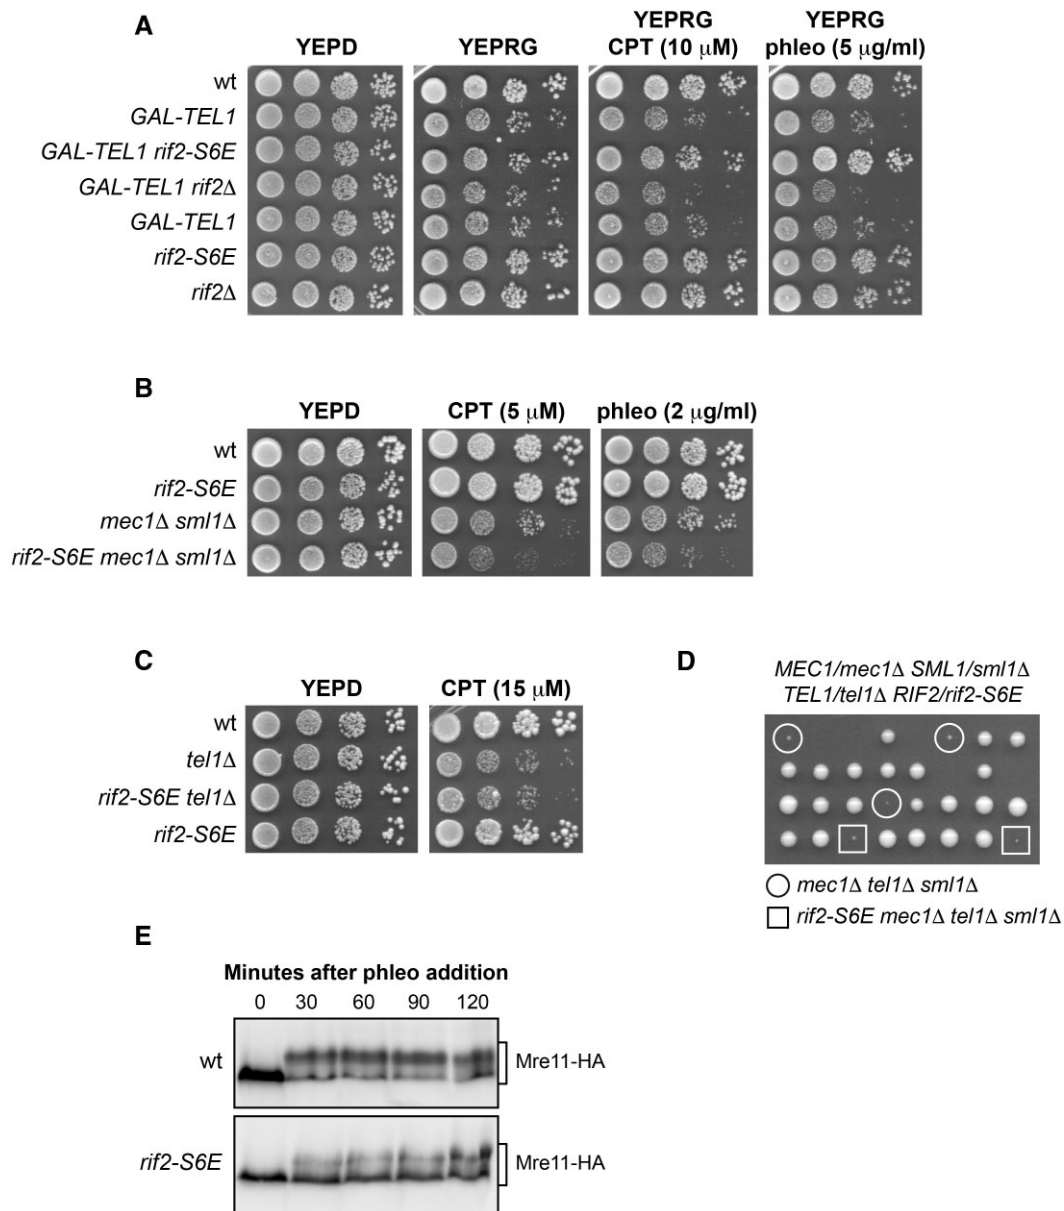 A
YEPD
YEPRG
YEPRG
CPT (10 μM)
YEPRG
phleo (5 μg/ml)
wt
GAL-TEL1
GAL-TEL1 rif2-S6E
GAL-TEL1 rif2Δ
GAL-TEL1
rif2-S6E
rif2Δ
B
YEPD
CPT (5 μM)
phleo (2 μg/ml)
wt
rif2-S6E
mec1Δ sml1Δ
rif2-S6E mec1Δ sml1Δ
C
YEPD
CPT (15 μM)
wt
tel1Δ
rif2-S6E tel1Δ
rif2-S6E
D
MEC1/mec1Δ SML1/sml1Δ
TEL1/tel1Δ RIF2/rif2-S6E
mec1Δ tel1Δ sml1Δ
rif2-S6E mec1Δ tel1Δ sml1Δ
E
Minutes after phleo addition
0 30 60 90 120
wt
Mre11-HA
rif2-S6E
Mre11-HA